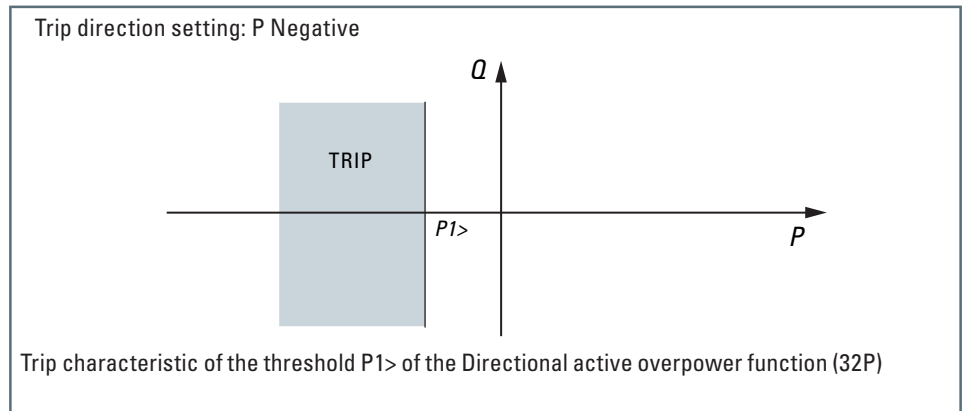 Trip direction setting: P Negative
Q
TRIP
P1>
P
Trip characteristic of the threshold P1> of the Directional active overpower function (32P)